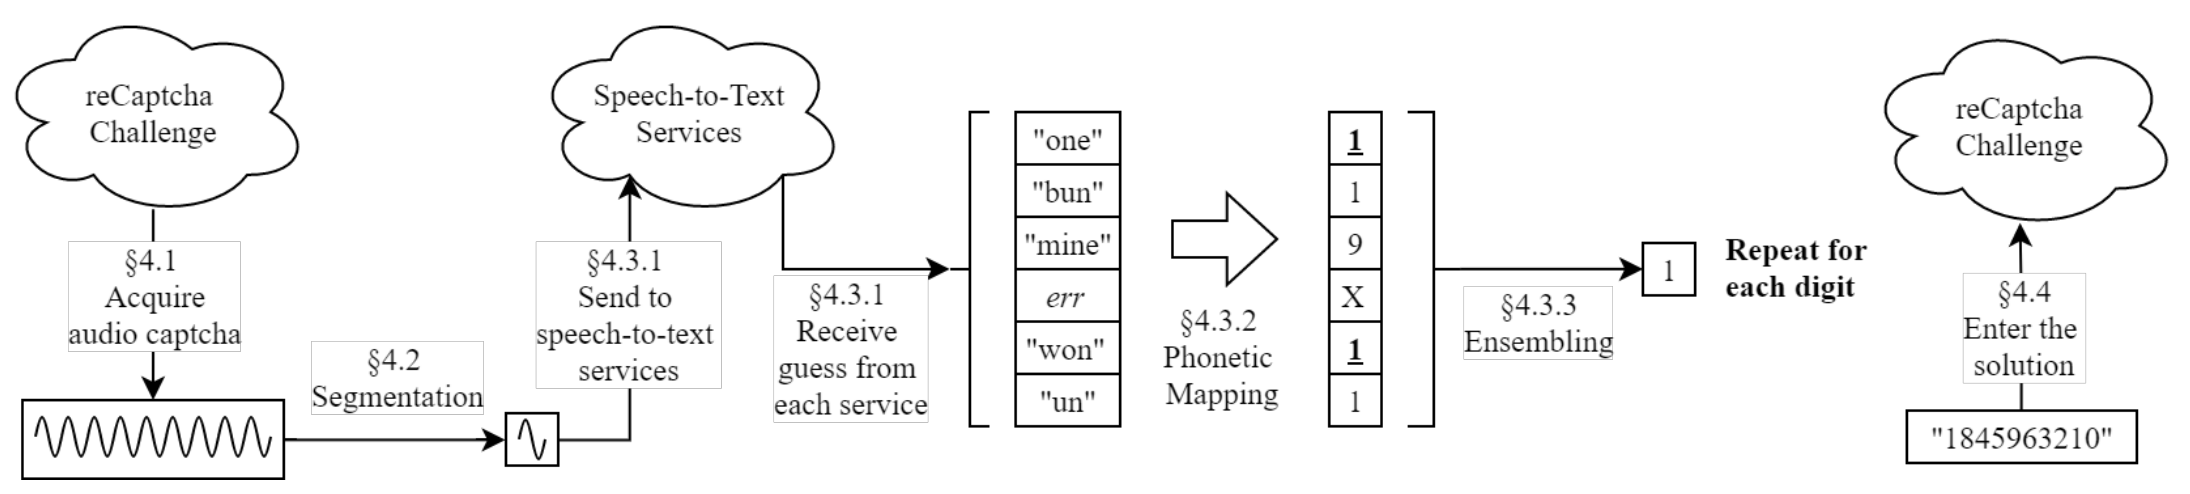 reCaptcha
Challenge
§4.1
Acquire
audio captcha
§4.2
Segmentation
Speech-to-Text
Services
§4.3.1
Send to
speech-to-text
services
§4.3.1
Receive
guess from
each service
"one"
"bun"
"mine"
err
"won"
"un"
§4.3.2
Phonetic
Mapping
1
1
9
X
1
1
§4.3.3
Ensembling
1
Repeat for
each digit
reCaptcha
Challenge
§4.4
Enter the
solution
"1845963210"